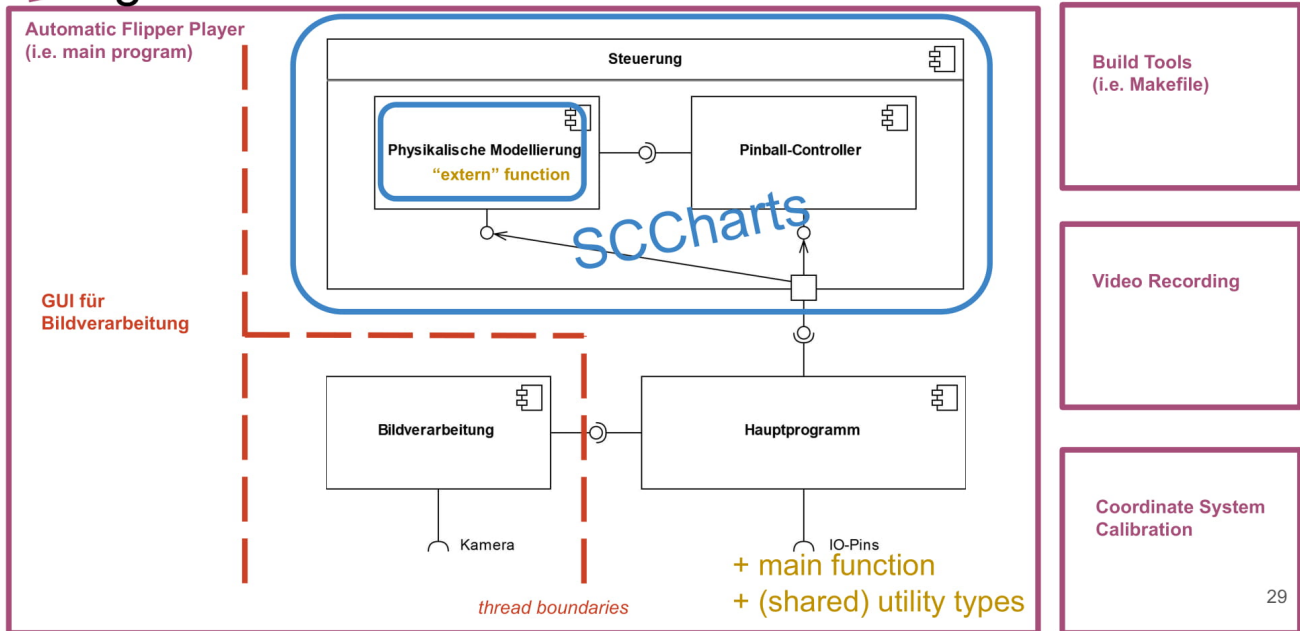 Automatic Flipper Player
(i.e. main program)
Steuerung
Physikalische Modellierung
“extern” function
Pinball-Controller
SCCharts
GUI für
Bildverarbeitung
Bildverarbeitung
Hauptprogramm
Kamera
IO-Pins
+ main function
+ (shared) utility types
thread boundaries
Build Tools
(i.e. Makefile)
Video Recording
Coordinate System
Calibration
29